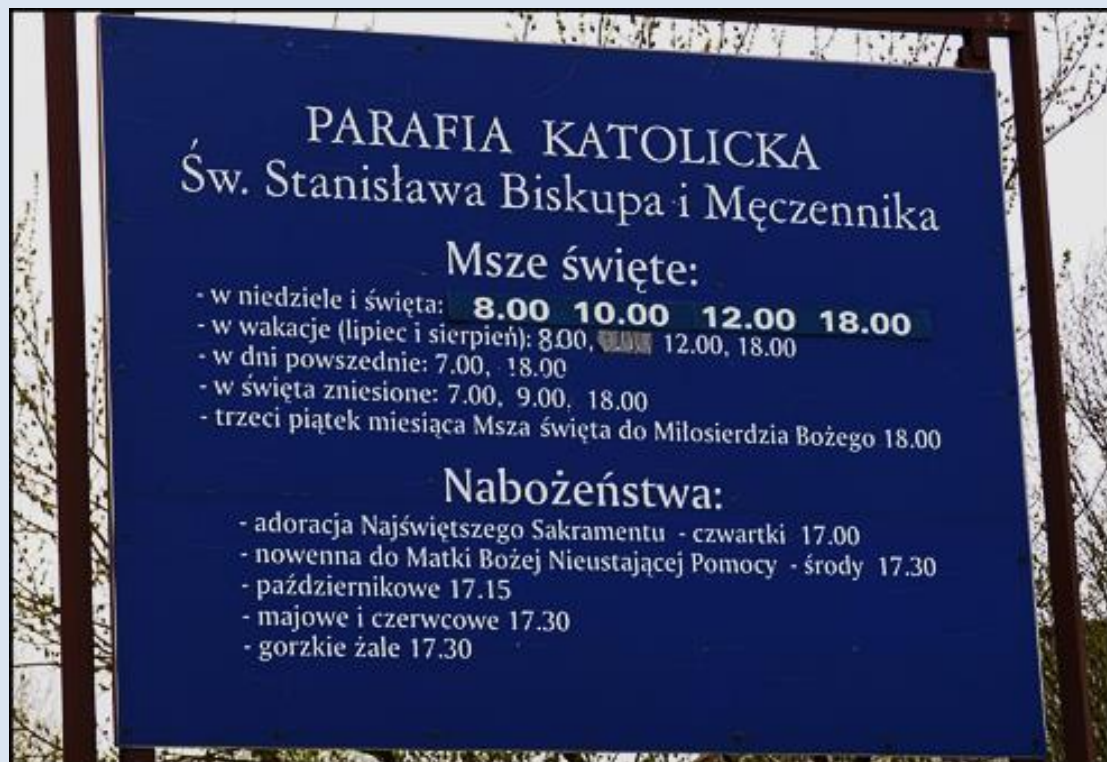 PARAFIA KATOLICKA
Św. Stanisława Biskupa i Męczennika
Msze święte:
- w niedziele i święta: 8.00 10.00 12.00 18.00
- w wakacje (lipiec i sierpień): 8.00, 12.00, 18.00
- w dni powszednie: 7.00, 18.00
- w święta zniesione: 7.00, 9.00, 18.00
- trzeci piątek miesiąca Msza święta do Miłosierdzia Bożego 18.00
Nabożeństwa:
- adoracja Najświętszego Sakramentu - czwartki 17.00
- nowenna do Matki Bożej Nieustającej Pomocy - środy 17.30
- październikowe 17.15
- majowe i czerwcowe 17.30
- gorzkie żale 17.30